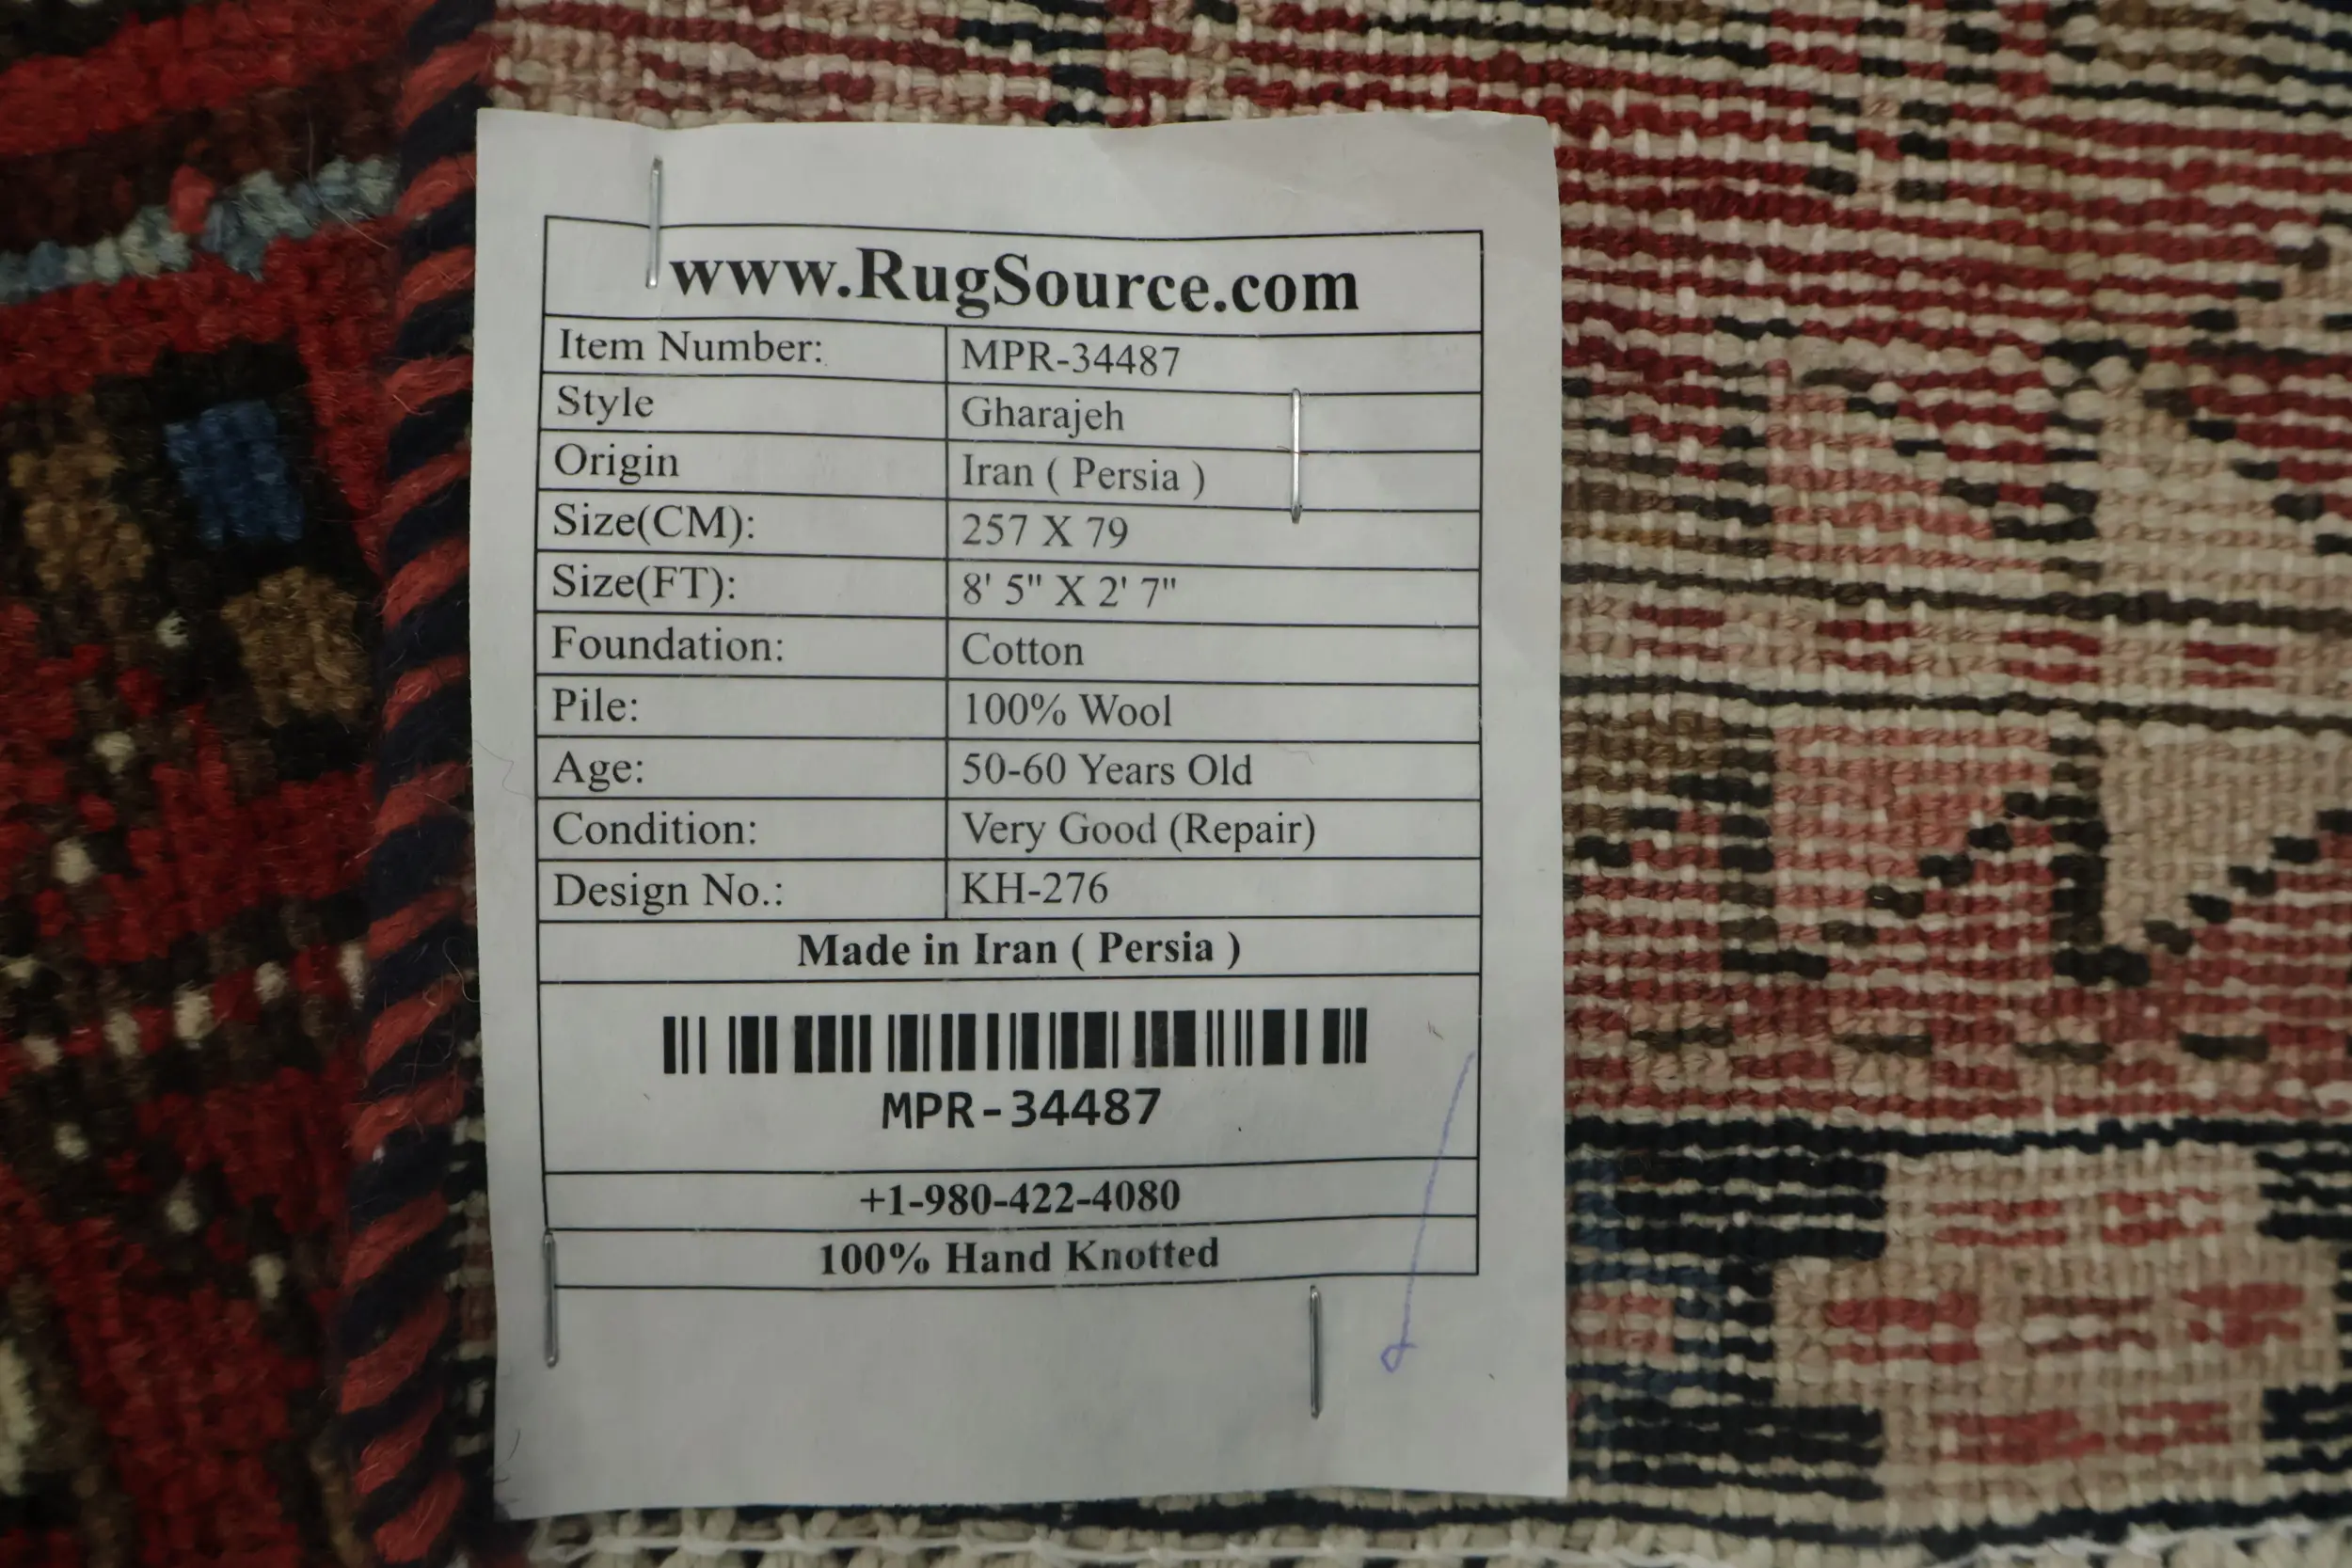 www.RugSource.com
Item Number: MPR-34487
Style Gharajeh
Origin Iran ( Persia )
Size(CM): 257 X 79
Size(FT): 8' 5" X 2' 7"
Foundation: Cotton
Pile: 100% Wool
Age: 50-60 Years Old
Condition: Very Good (Repair)
Design No.: KH-276
Made in Iran ( Persia )
MPR-34487
+1-980-422-4080
100% Hand Knotted